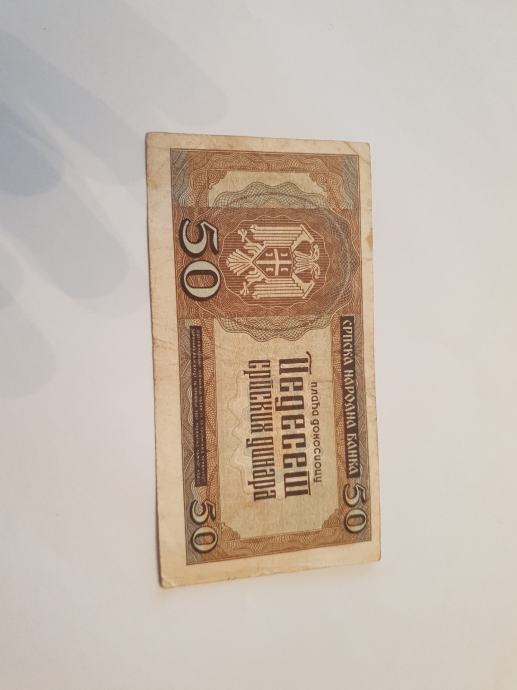 СРПСКА НАРОДНА БАНКА
50
плаћа доносиоцу
Педесет
српских динара
50
50